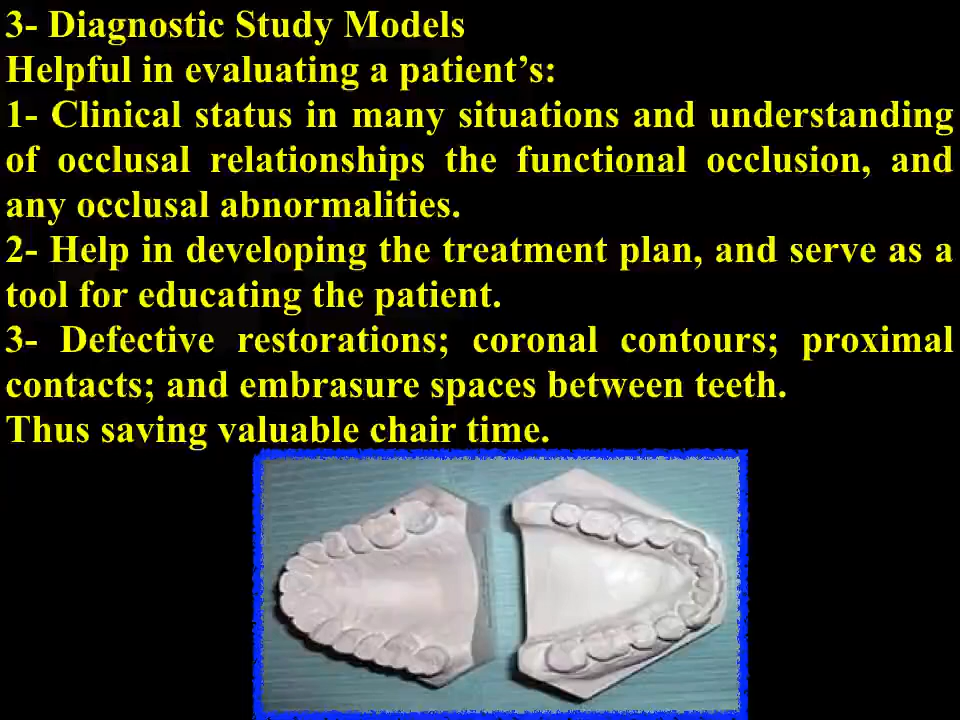 3- Diagnostic Study Models
Helpful in evaluating a patient’s:
1- Clinical status in many situations and understanding
of occlusal relationships the functional occlusion, and
any occlusal abnormalities.
2- Help in developing the treatment plan, and serve as a
tool for educating the patient.
3- Defective restorations; coronal contours; proximal
contacts; and embrasure spaces between teeth.
Thus saving valuable chair time.